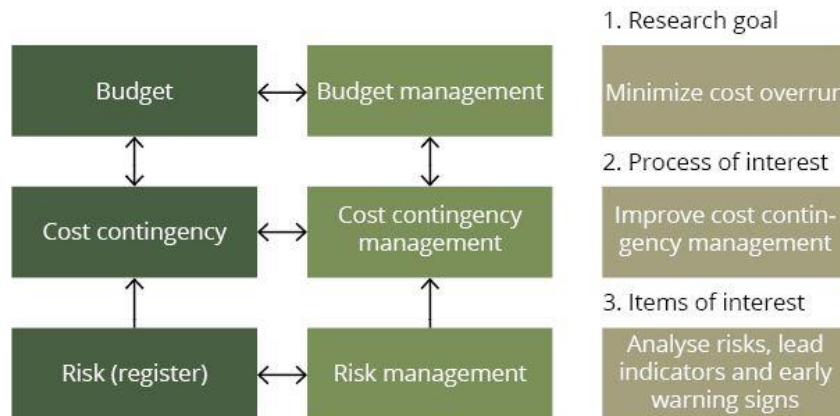 1. Research goal
Budget
Budget management
Minimize cost overrun
2. Process of interest
Cost contingency
Cost contingency
management
Improve cost contin-
gency management
3. Items of interest
Risk (register)
Risk management
Analyse risks, lead
indicators and early
warning signs